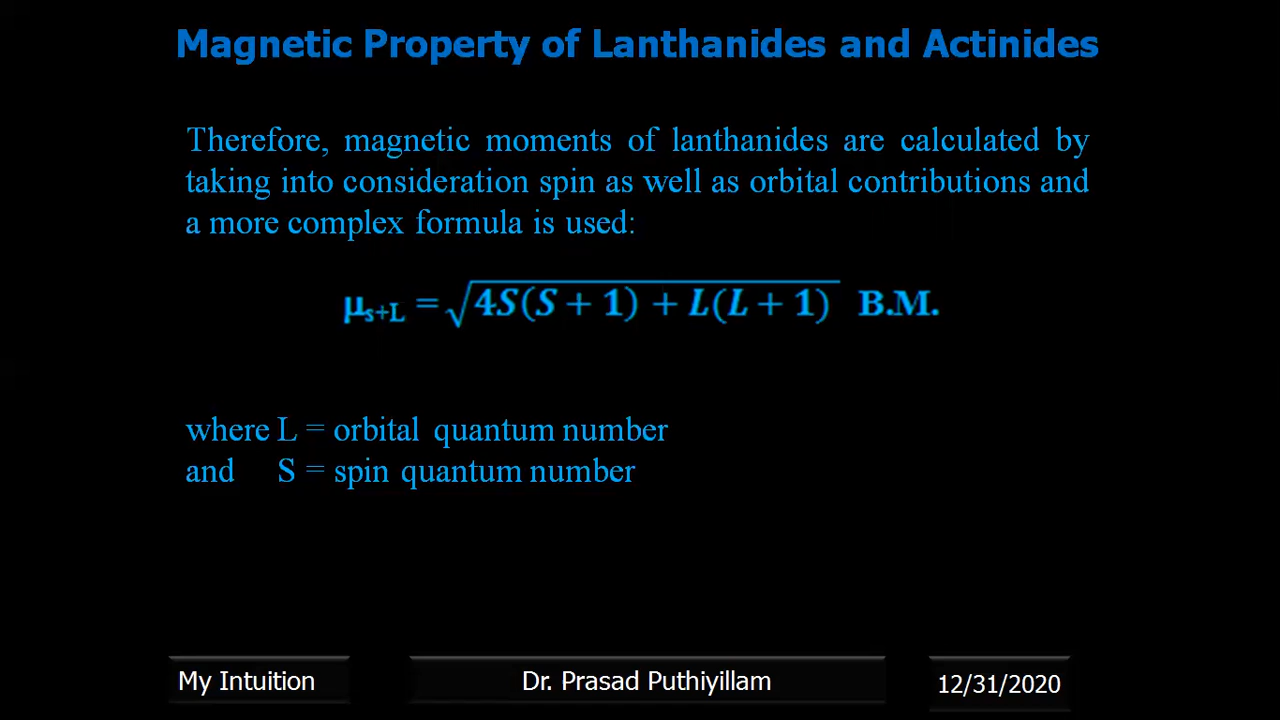 Magnetic Property of Lanthanides and Actinides
Therefore, magnetic moments of lanthanides are calculated by
taking into consideration spin as well as orbital contributions and
a more complex formula is used:
μs+L = √4S(S + 1) + L(L + 1) B.M.
where L = orbital quantum number
and S = spin quantum number
My Intuition
Dr. Prasad Puthiyillam
12/31/2020